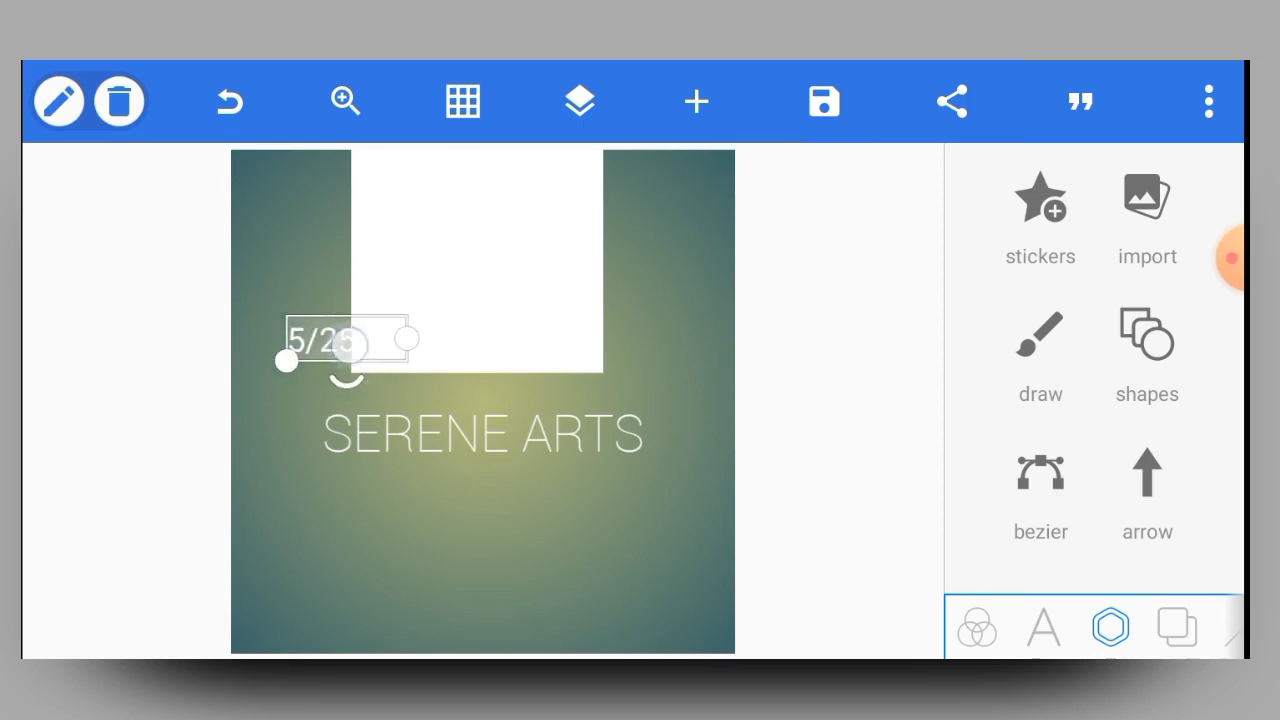 stickers
import
5/25
draw
shapes
SERENE ARTS
bezier
arrow